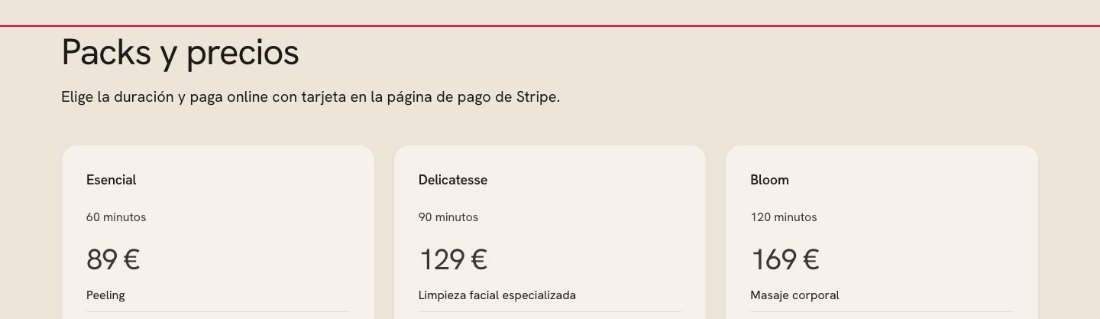 Packs y precios
Elige la duración y paga online con tarjeta en la página de pago de Stripe.
Esencial
60 minutos
89 €
Peeling
Delicatesse
90 minutos
129 €
Limpieza facial especializada
Bloom
120 minutos
169 €
Masaje corporal